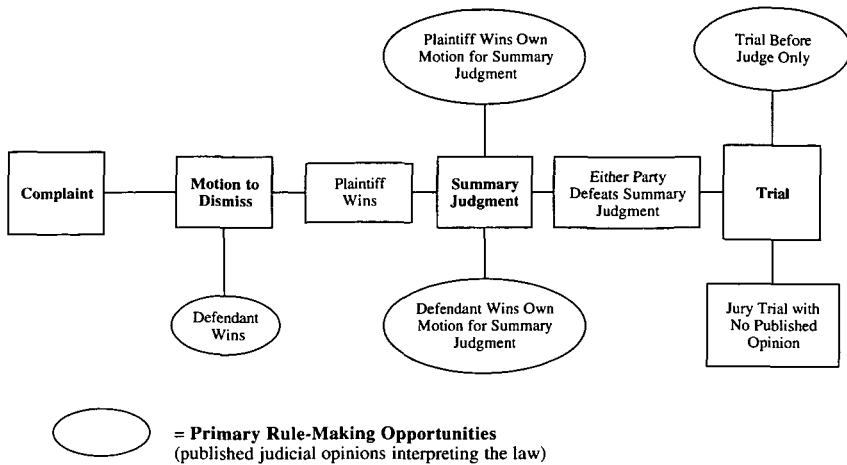 Plaintiff Wins Own
Motion for Summary
Judgment
Trial Before
Judge Only
Complaint
Motion to
Dismiss
Plaintiff
Wins
Summary
Judgment
Either Party
Defeats Summary
Judgment
Trial
Defendant
Wins
Defendant Wins Own
Motion for Summary
Judgment
Jury Trial with
No Published
Opinion
= Primary Rule-Making Opportunities
(published judicial opinions interpreting the law)